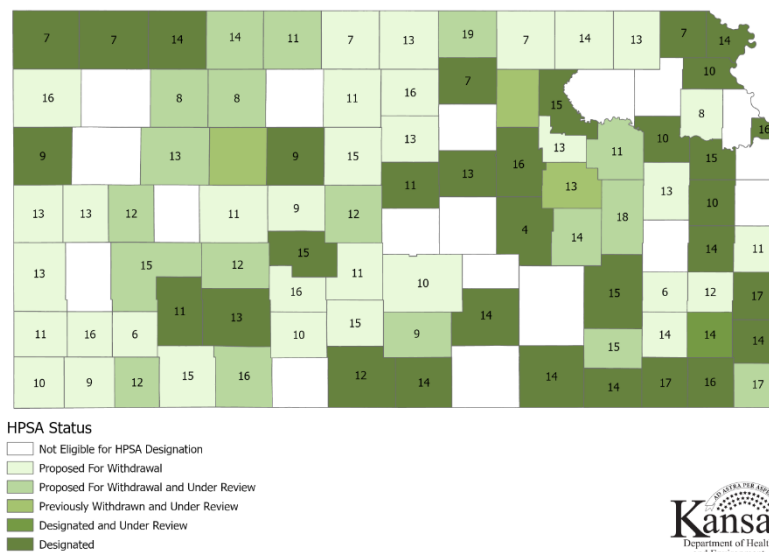 7 7 14 14 11 7 13 19 7 14 13 7 14
16 8 8 11 16 7 15 10 8 16
9 13 9 15 13 16 13 11 10 15
13 13 12 11 9 12 11 13 13 18 13 10
13 15 12 15 11 4 14 14 11
11 13 16 10 14 15 6 12 17
11 16 6 10 15 9 15 14 14 14
10 9 12 15 16 12 14 14 14 17 16 17
HPSA Status
Not Eligible for HPSA Designation
Proposed For Withdrawal
Proposed For Withdrawal and Under Review
Previously Withdrawn and Under Review
Designated and Under Review
Designated
AD ASTRA PER ASPE
Kansa
Department of Healt